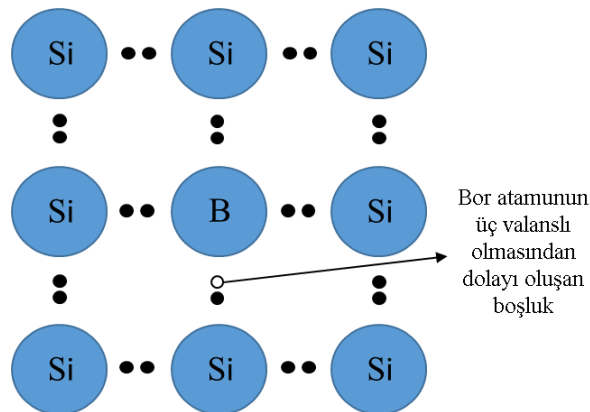 Si Si Si
Si B Si
Bor atamunun
üç valanslı
olmasından
dolayı oluşan
boşluk
Si Si Si